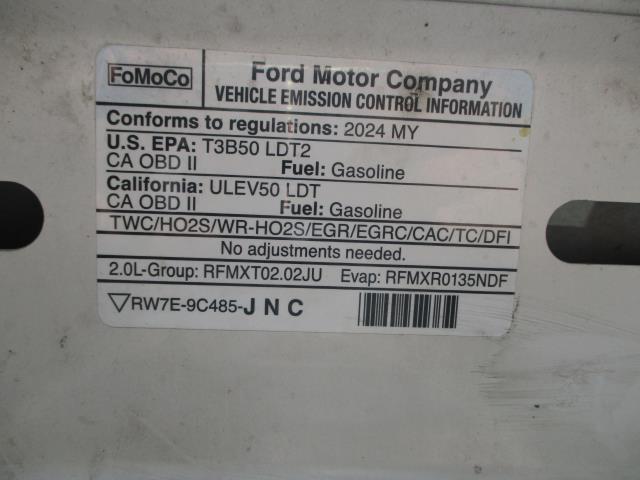 FoMoCo
Ford Motor Company
VEHICLE EMISSION CONTROL INFORMATION
Conforms to regulations: 2024 MY
U.S. EPA: T3B50 LDT2
CA OBD II Fuel: Gasoline
California: ULEV50 LDT
CA OBD II Fuel: Gasoline
TWC/HO2S/WR-HO2S/EGR/EGRC/CAC/TC/DFI
No adjustments needed.
2.0L-Group: RFMXT02.02JU Evap: RFMXR0135NDF
RW7E-9C485-J N C